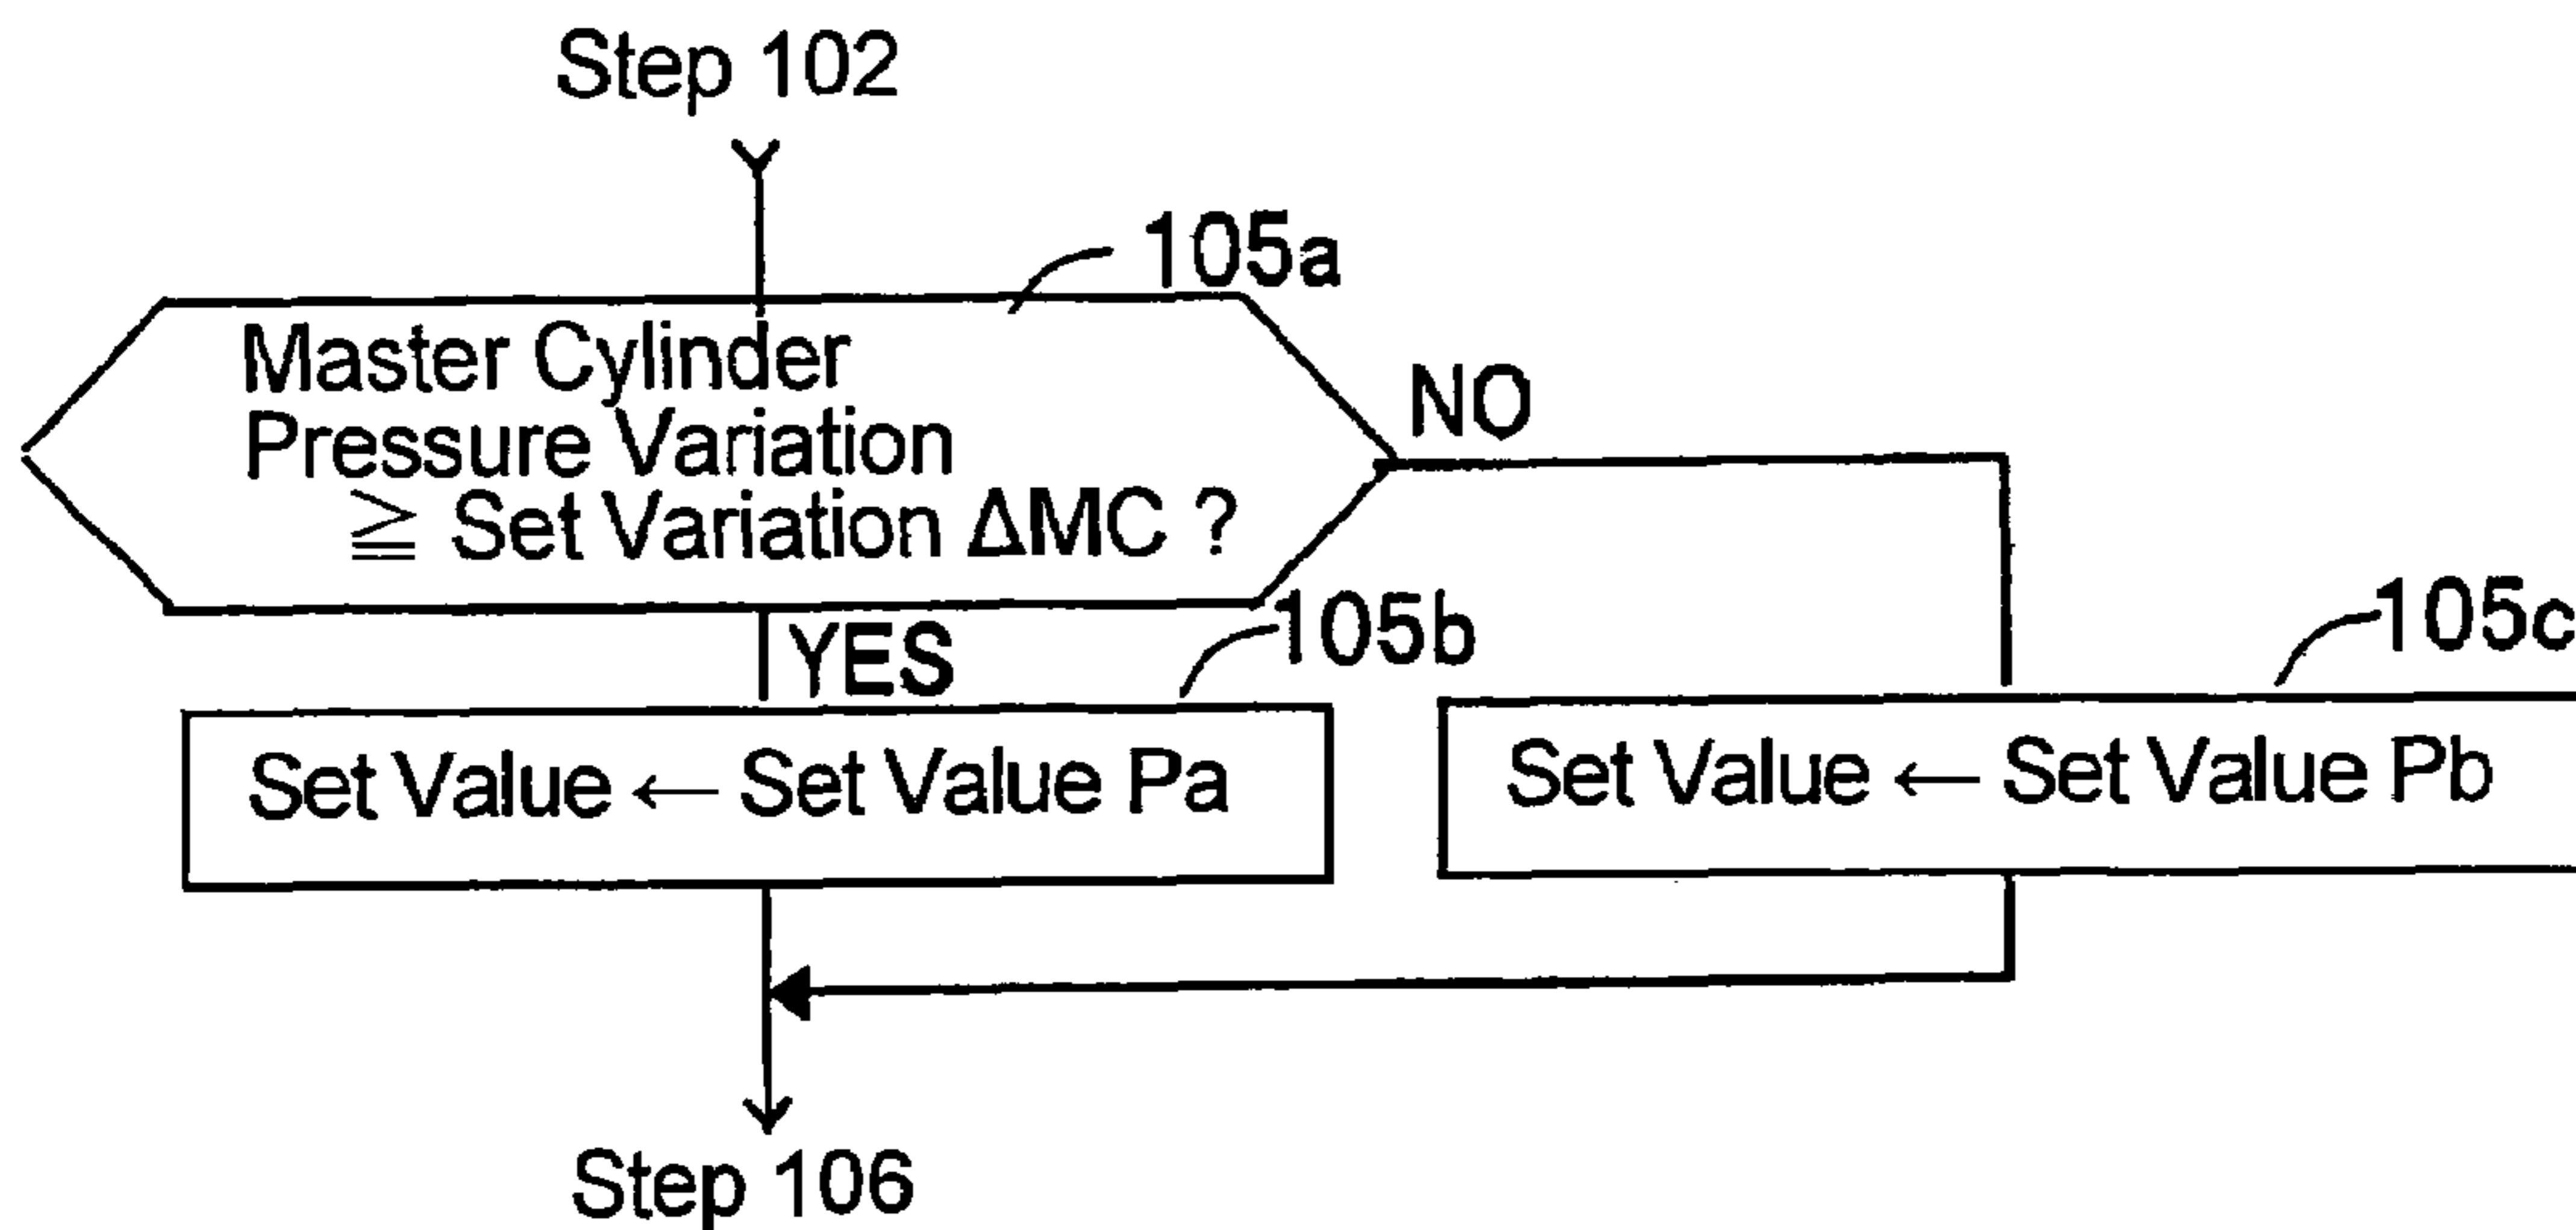 Step 102
105a
Master Cylinder
Pressure Variation
≧ Set Variation ΔMC ?
NO
YES
105b
105c
Set Value ← Set Value Pa
Set Value ← Set Value Pb
Step 106